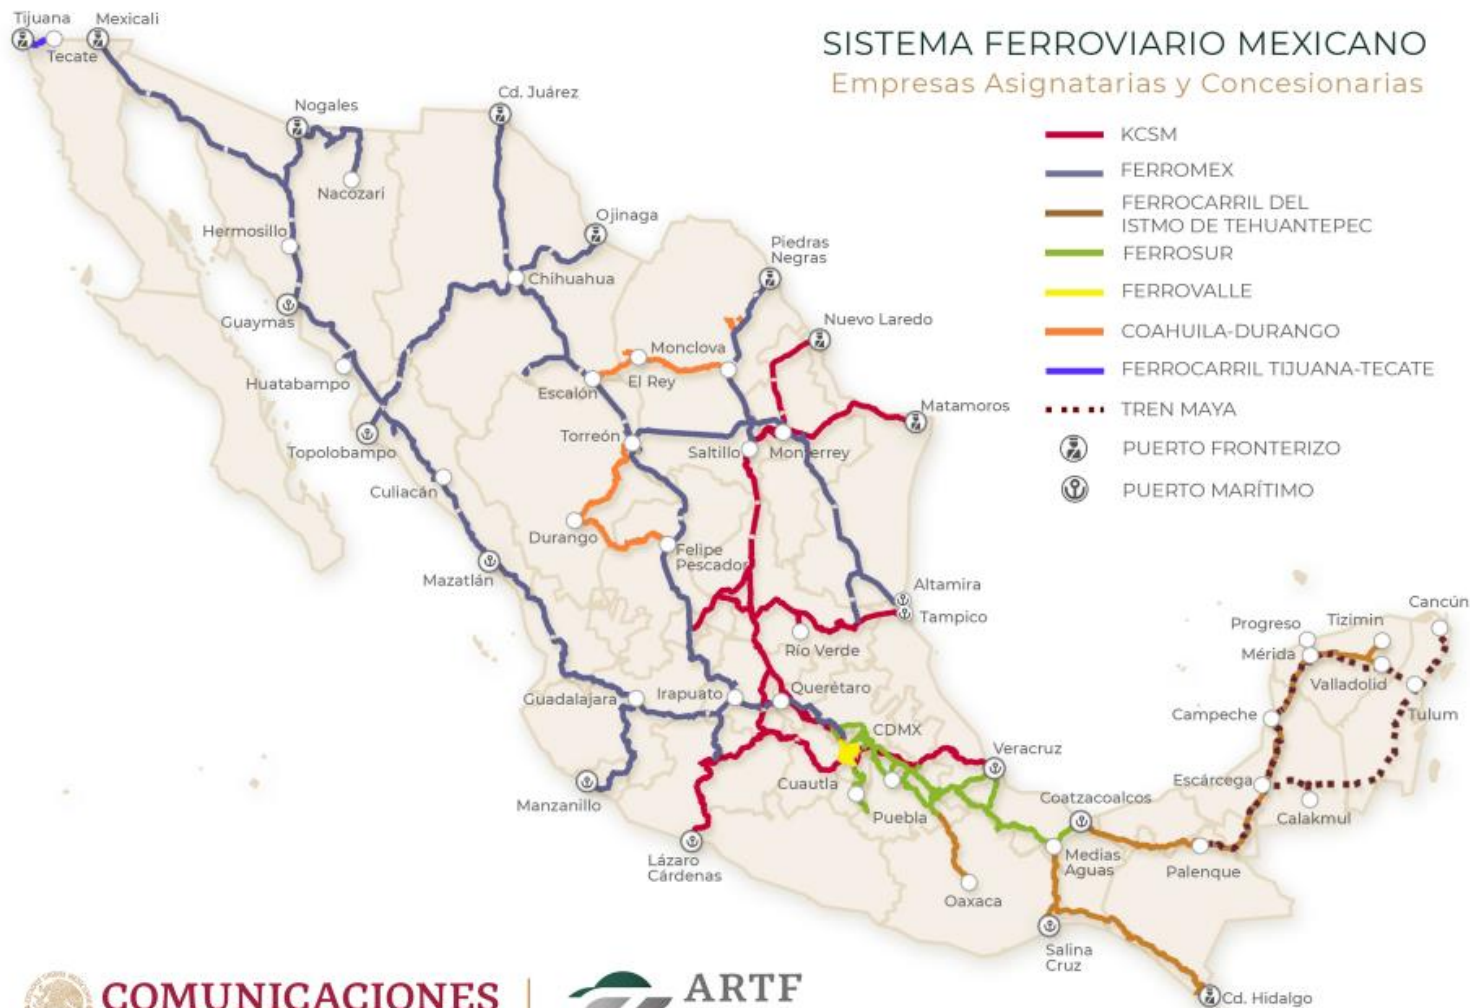 SISTEMA FERROVIARIO MEXICANO
Empresas Asignatarias y Concesionarias
KCSM
FERROMEX
FERROCARRIL DEL
ISTMO DE TEHUANTEPEC
FERROSUR
FERROVALLE
COAHUILA-DURANGO
FERROCARRIL TIJUANA-TECATE
TREN MAYA
PUERTO FRONTERIZO
PUERTO MARÍTIMO
Tijuana
Mexicali
Tecate
Nogales
Cd. Juárez
Nacozari
Hermosillo
Ojinaga
Piedras
Negras
Chihuahua
Guaymas
Nuevo Laredo
Monclova
Huatabampo
El Rey
Escalón
Matamoros
Torreón
Topolobampo
Saltillo
Monterrey
Culiacán
Durango
Felipe
Pescador
Mazatlán
Altamira
Tampico
Río Verde
Cancún
Progreso
Tizimin
Mérida
Valladolid
Guadalajara
Irapuato
Querétaro
Campeche
Tulum
CDMX
Veracruz
Cuautla
Escárcega
Manzanillo
Coatzacoalcos
Puebla
Calakmul
Lázaro
Cárdenas
Medias
Aguas
Palenque
Oaxaca
Salina
Cruz
Cd. Hidalgo
COMUNICACIONES
ARTF